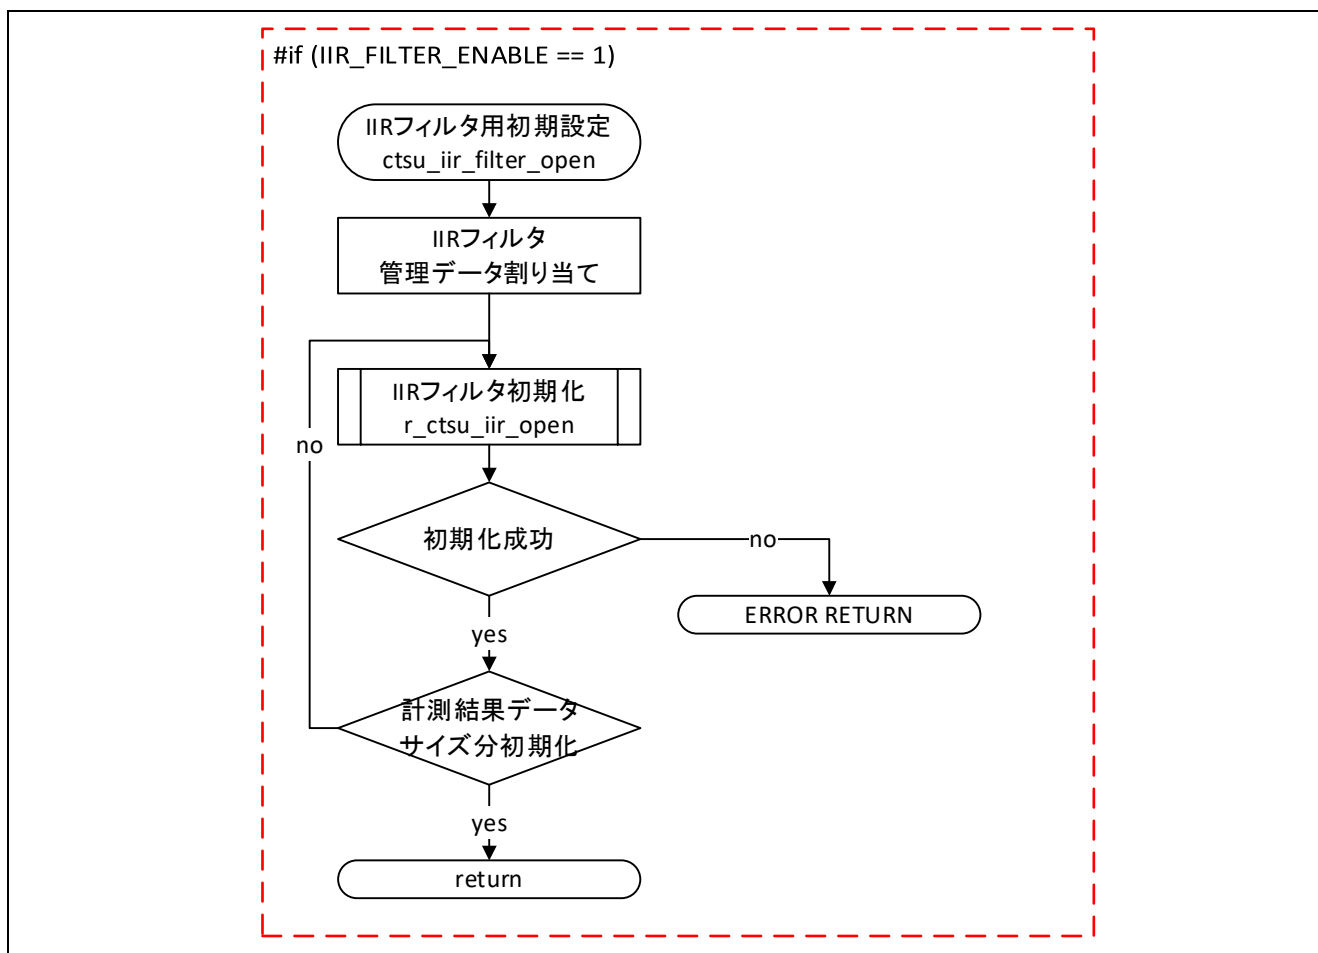 #if (IIR_FILTER_ENABLE == 1)
IIRフィルタ用初期設定
ctsu_iir_filter_open
IIRフィルタ
管理データ割り当て
IIRフィルタ初期化
r_ctsu_iir_open
no
初期化成功
no
ERROR RETURN
yes
計測結果データ
サイズ分初期化
yes
return